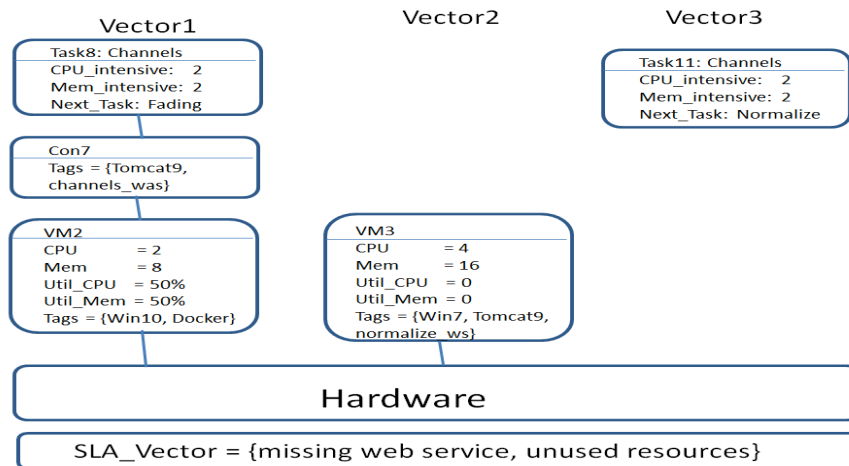 Vector1
Vector2
Vector3
Task8: Channels
CPU_intensive: 2
Mem_intensive: 2
Next_Task: Fading
Task11: Channels
CPU_intensive: 2
Mem_intensive: 2
Next_Task: Normalize
Con7
Tags = {Tomcat9,
channels_was}
VM2
CPU = 2
Mem = 8
Util_CPU = 50%
Util_Mem = 50%
Tags = {Win10, Docker}
VM3
CPU = 4
Mem = 16
Util_CPU = 0
Util_Mem = 0
Tags = {Win7, Tomcat9,
normalize_ws}
Hardware
SLA_Vector = {missing web service, unused resources}